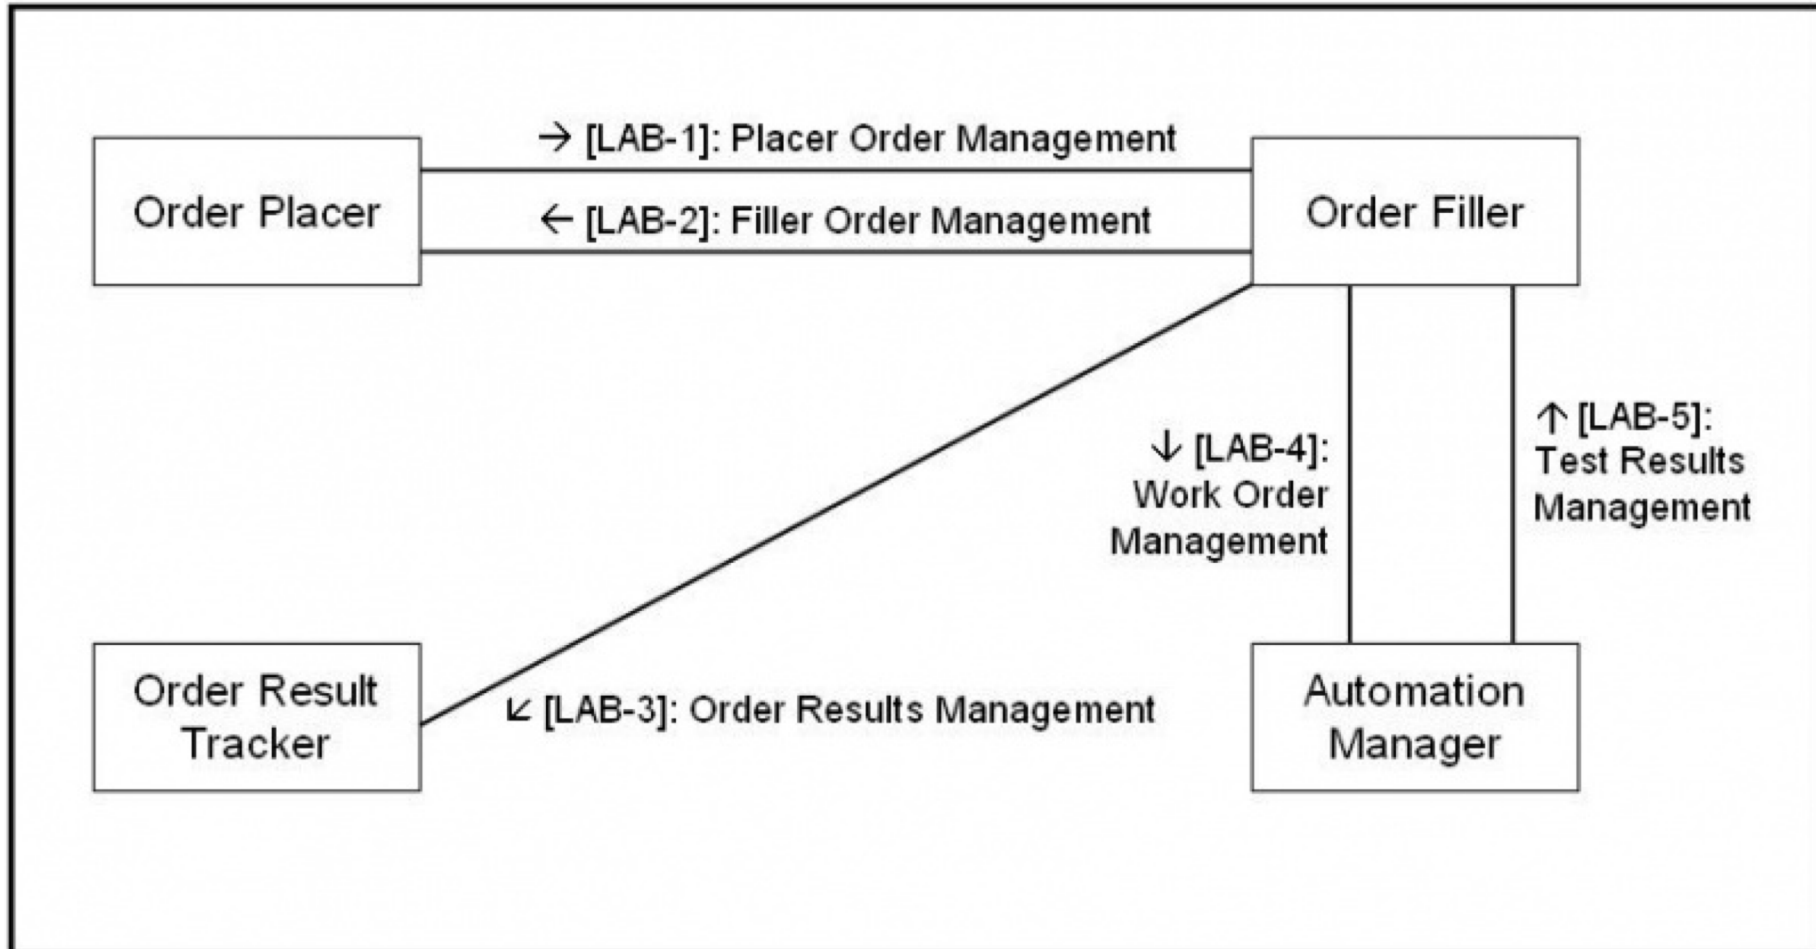 → [LAB-1]: Placer Order Management
Order Placer
Order Filler
← [LAB-2]: Filler Order Management
↓ [LAB-4]:
Work Order
Management
↑ [LAB-5]:
Test Results
Management
Order Result
Tracker
↙ [LAB-3]: Order Results Management
Automation
Manager